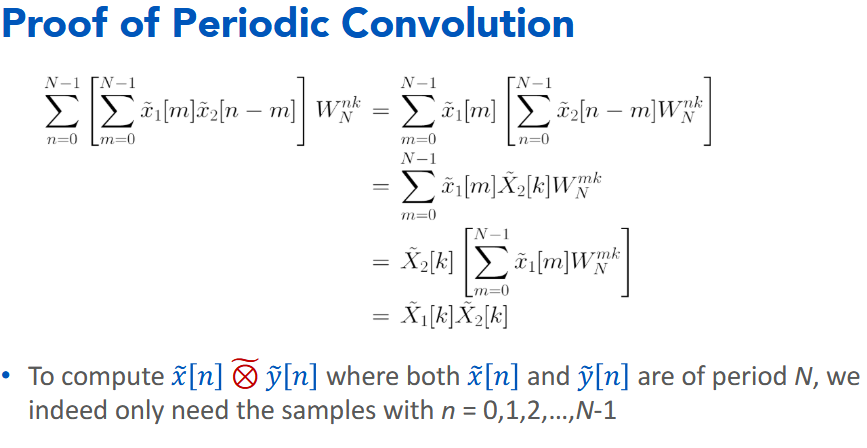 Proof of Periodic Convolution
\sum_{n=0}^{N-1} \left[ \sum_{m=0}^{N-1} \tilde{x}_1[m]\tilde{x}_2[n-m] \right] W_N^{nk} = \sum_{m=0}^{N-1} \tilde{x}_1[m] \left[ \sum_{n=0}^{N-1} \tilde{x}_2[n-m]W_N^{nk} \right]
= \sum_{m=0}^{N-1} \tilde{x}_1[m]\tilde{X}_2[k]W_N^{mk}
= \tilde{X}_2[k] \left[ \sum_{m=0}^{N-1} \tilde{x}_1[m]W_N^{mk} \right]
= \tilde{X}_1[k]\tilde{X}_2[k]
• To compute \tilde{x}[n] \widetilde{\otimes} \tilde{y}[n] where both \tilde{x}[n] and \tilde{y}[n] are of period N, we
indeed only need the samples with n = 0,1,2,...,N-1